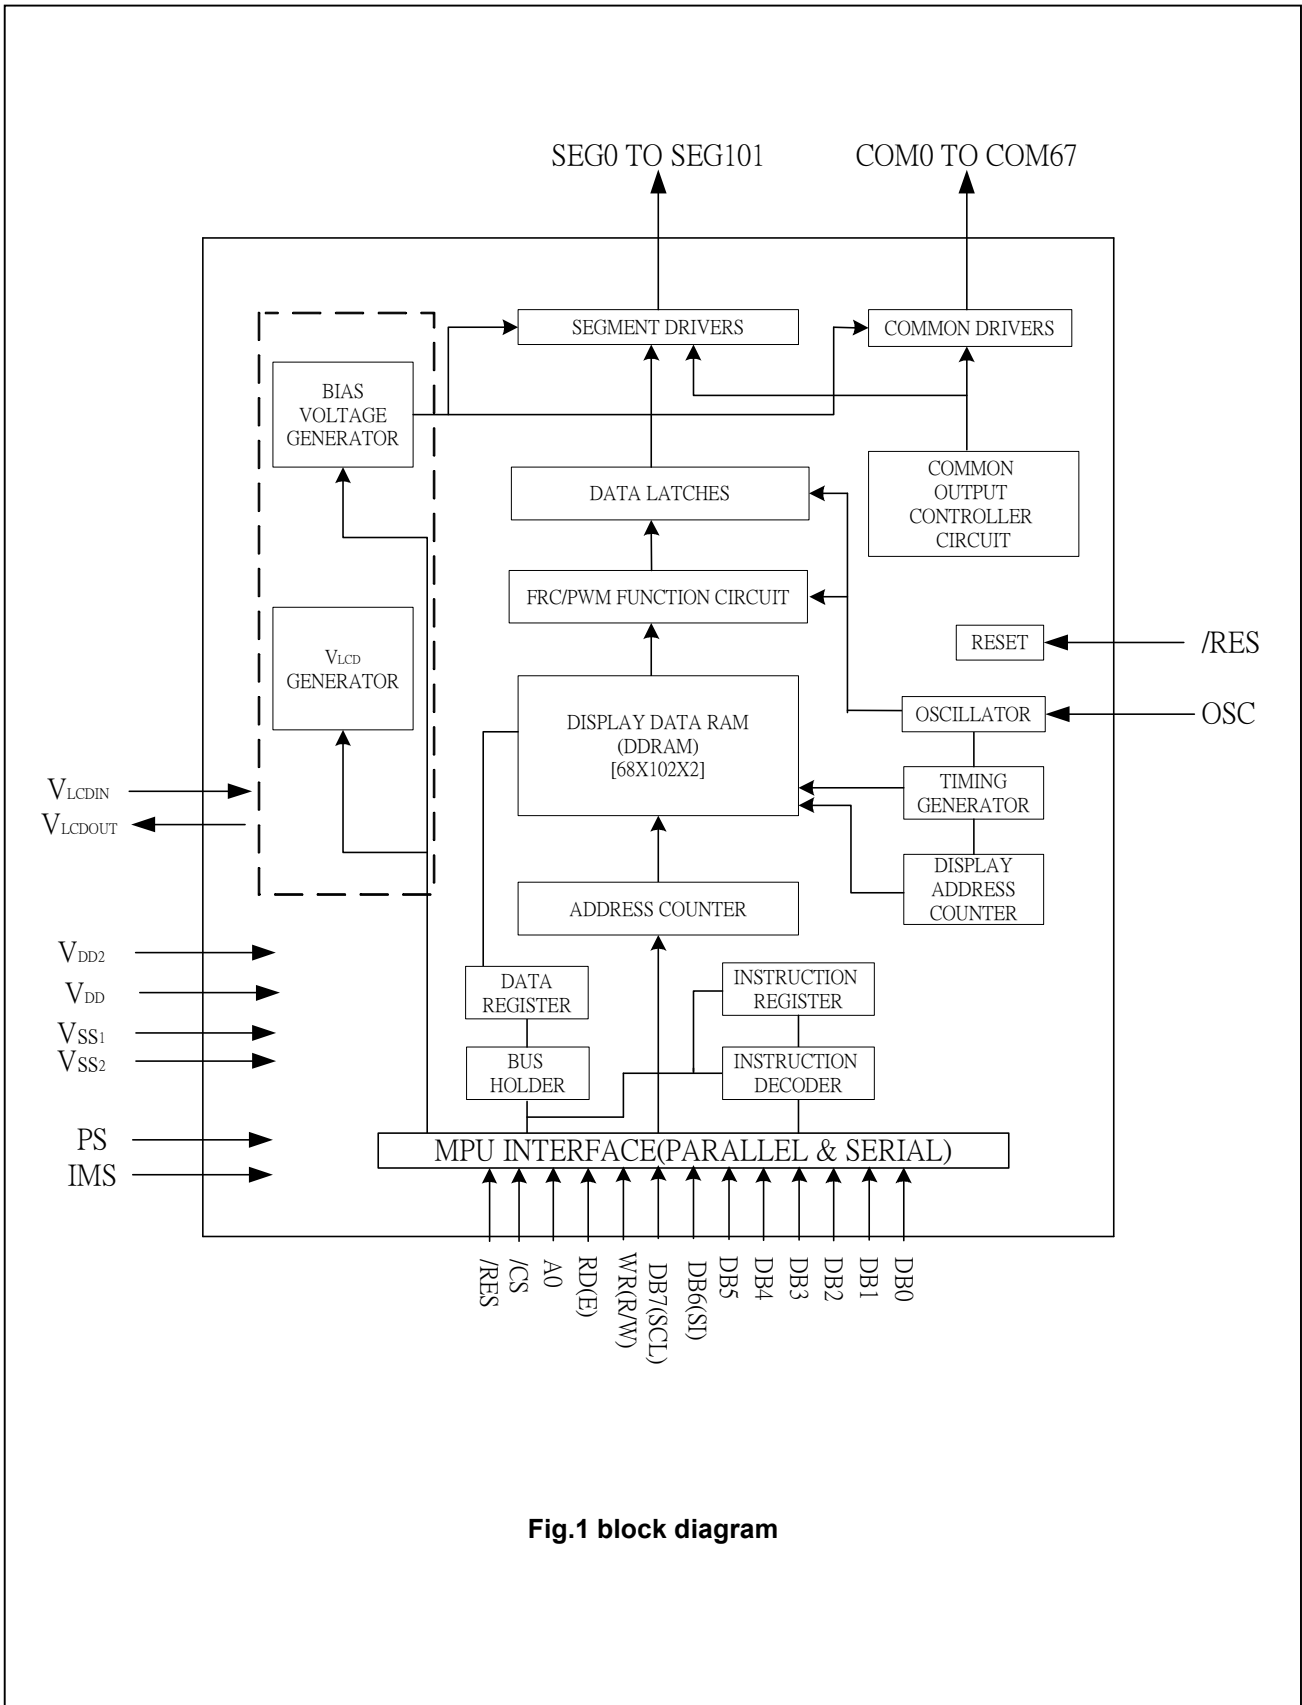 SEG0 TO SEG101
COM0 TO COM67
SEGMENT DRIVERS
COMMON DRIVERS
BIAS
VOLTAGE
GENERATOR
DATA LATCHES
COMMON
OUTPUT
CONTROLLER
CIRCUIT
FRC/PWM FUNCTION CIRCUIT
RESET
/RES
VLCD
GENERATOR
OSCILLATOR
OSC
DISPLAY DATA RAM
(DDRAM)
[68X102X2]
TIMING
GENERATOR
VLCDIN
VLCDOUT
DISPLAY
ADDRESS
COUNTER
ADDRESS COUNTER
VDD2
VDD
VSS1
VSS2
DATA
REGISTER
INSTRUCTION
REGISTER
BUS
HOLDER
INSTRUCTION
DECODER
PS
IMS
MPU INTERFACE(PARALLEL & SERIAL)
/RES
/CS
A0
RD(E)
WR(R/W)
DB7(SCL)
DB6(SI)
DB5
DB4
DB3
DB2
DB1
DB0
Fig.1 block diagram